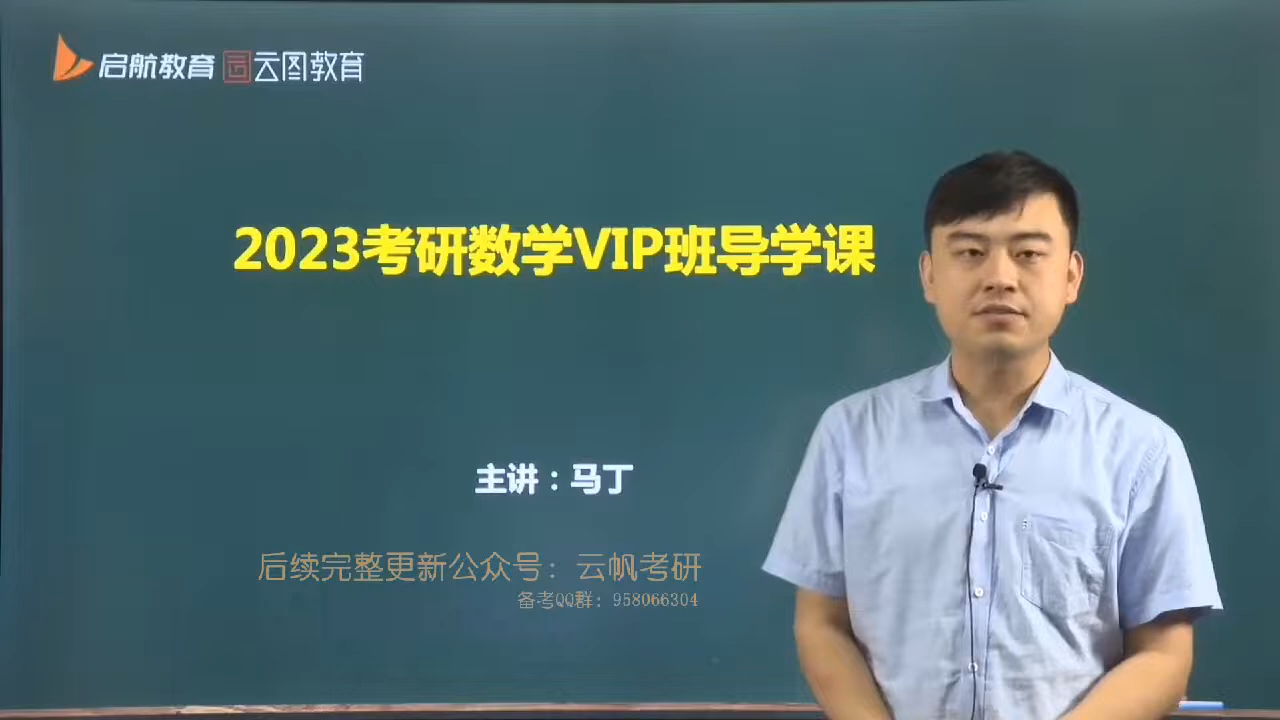 启航教育 云图教育
2023考研数学VIP班导学课
主讲：马丁
后续完整更新公众号：云帆考研
备考QQ群：958066304